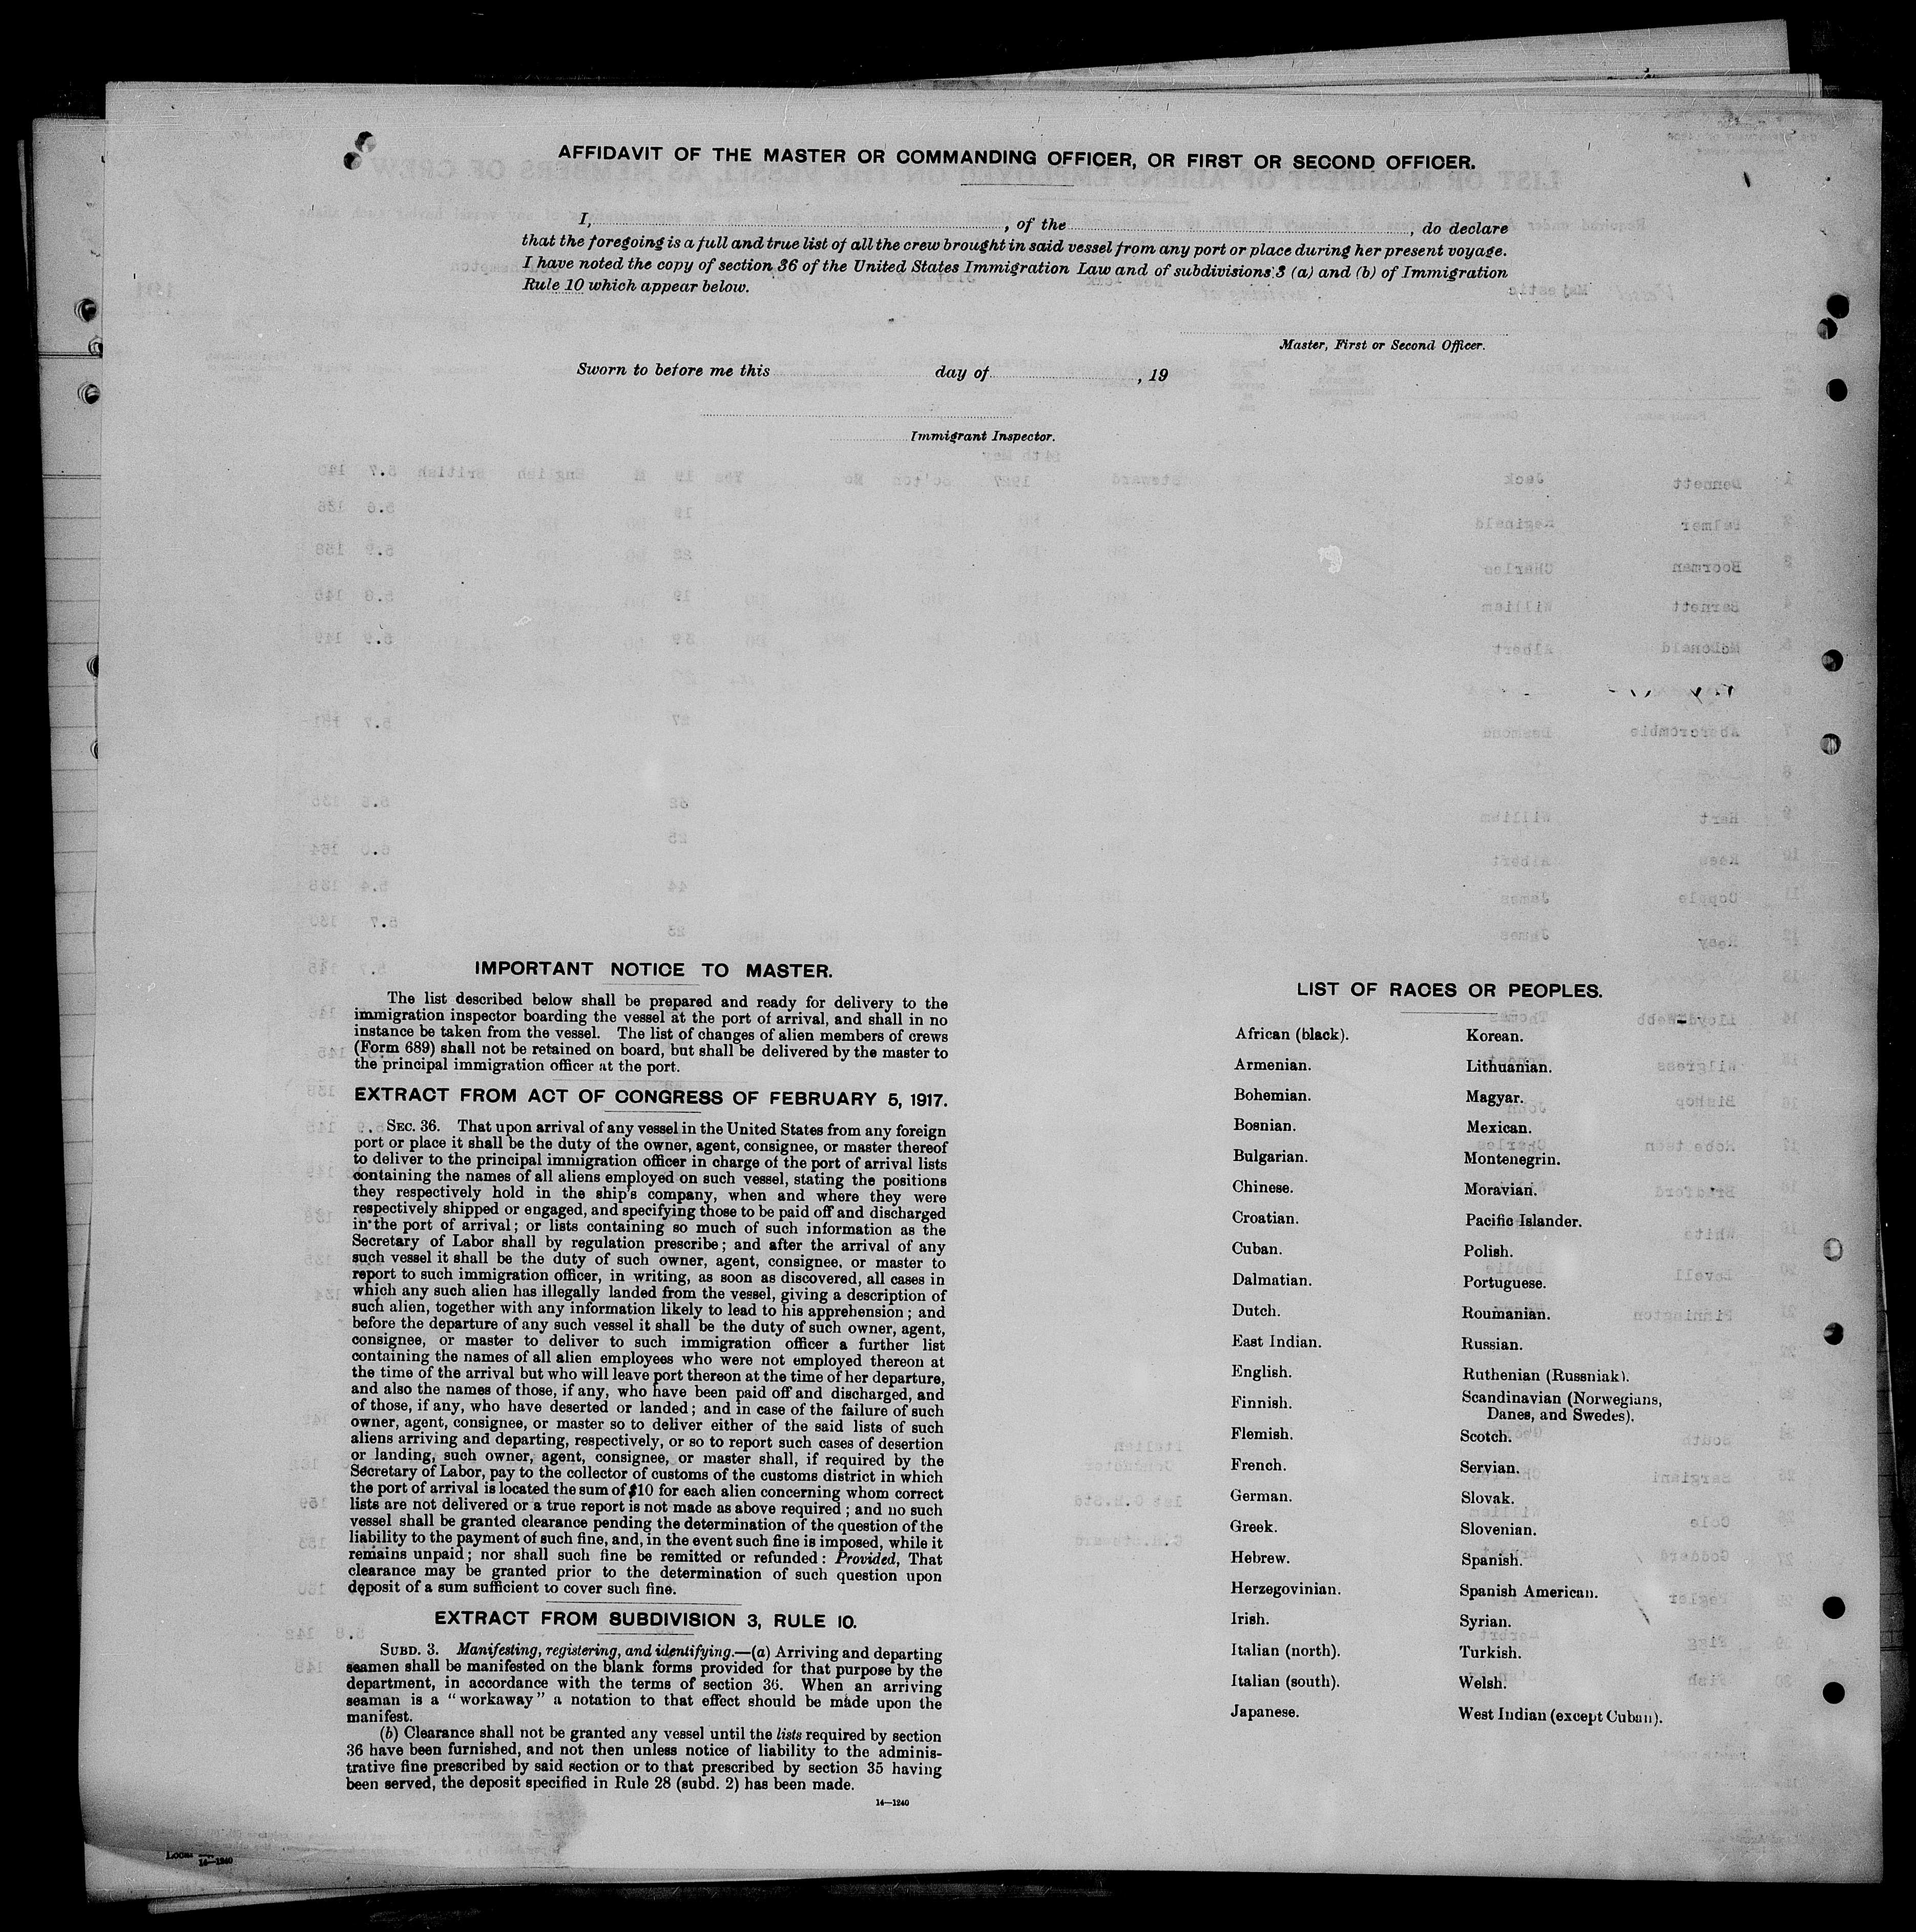 AFFIDAVIT OF THE MASTER OR COMMANDING OFFICER, OR FIRST OR SECOND OFFICER.
I, , of the , do declare
that the foregoing is a full and true list of all the crew brought in said vessel from any port or place during her present voyage.
I have noted the copy of section 36 of the United States Immigration Law and of subdivisions 3 (a) and (b) of Immigration
Rule 10 which appear below.
Master, First or Second Officer.
Sworn to before me this day of , 19
Immigrant Inspector.
IMPORTANT NOTICE TO MASTER.
The list described below shall be prepared and ready for delivery to the
immigration inspector boarding the vessel at the port of arrival, and shall in no
instance be taken from the vessel. The list of changes of alien members of crews
(Form 689) shall not be retained on board, but shall be delivered by the master to
the principal immigration officer at the port.
EXTRACT FROM ACT OF CONGRESS OF FEBRUARY 5, 1917.
SEC. 36. That upon arrival of any vessel in the United States from any foreign
port or place it shall be the duty of the owner, agent, consignee, or master thereof
to deliver to the principal immigration officer in charge of the port of arrival lists
containing the names of all aliens employed on such vessel, stating the positions
they respectively hold in the ship's company, when and where they were
respectively shipped or engaged, and specifying those to be paid off and discharged
in the port of arrival; or lists containing so much of such information as the
Secretary of Labor shall by regulation prescribe; and after the arrival of any
such vessel it shall be the duty of such owner, agent, consignee, or master to
report to such immigration officer, in writing, as soon as discovered, all cases in
which any such alien has illegally landed from the vessel, giving a description of
such alien, together with any information likely to lead to his apprehension; and
before the departure of any such vessel it shall be the duty of such owner, agent,
consignee, or master to deliver to such immigration officer a further list
containing the names of all alien employees who were not employed thereon at
the time of the arrival but who will leave port thereon at the time of her departure,
and also the names of those, if any, who have been paid off and discharged, and
of those, if any, who have deserted or landed; and in case of the failure of such
owner, agent, consignee, or master so to deliver either of the said lists of such
aliens arriving and departing, respectively, or so to report such cases of desertion
or landing, such owner, agent, consignee, or master shall, if required by the
Secretary of Labor, pay to the collector of customs of the customs district in which
the port of arrival is located the sum of $10 for each alien concerning whom correct
lists are not delivered or a true report is not made as above required; and no such
vessel shall be granted clearance pending the determination of the question of the
liability to the payment of such fine, and, in the event such fine is imposed, while it
remains unpaid; nor shall such fine be remitted or refunded: Provided, That
clearance may be granted prior to the determination of such question upon
deposit of a sum sufficient to cover such fine.
EXTRACT FROM SUBDIVISION 3, RULE 10.
SUBD. 3. Manifesting, registering, and identifying.—(a) Arriving and departing
seamen shall be manifested on the blank forms provided for that purpose by the
department, in accordance with the terms of section 36. When an arriving
seaman is a "workaway" a notation to that effect should be made upon the
manifest.
(b) Clearance shall not be granted any vessel until the lists required by section
36 have been furnished, and not then unless notice of liability to the adminis-
trative fine prescribed by said section or to that prescribed by section 35 having
been served, the deposit specified in Rule 28 (subd. 2) has been made.
14—1240
LIST OF RACES OR PEOPLES.
African (black).
Armenian.
Bohemian.
Bosnian.
Bulgarian.
Chinese.
Croatian.
Cuban.
Dalmatian.
Dutch.
East Indian.
English.
Finnish.
Flemish.
French.
German.
Greek.
Hebrew.
Herzegovinian.
Irish.
Italian (north).
Italian (south).
Japanese.
Korean.
Lithuanian.
Magyar.
Mexican.
Montenegrin.
Moravian.
Pacific Islander.
Polish.
Portuguese.
Roumanian.
Russian.
Ruthenian (Russniak).
Scandinavian (Norwegians,
Danes, and Swedes).
Scotch.
Servian.
Slovak.
Slovenian.
Spanish.
Spanish American.
Syrian.
Turkish.
Welsh.
West Indian (except Cuban).
14—1240